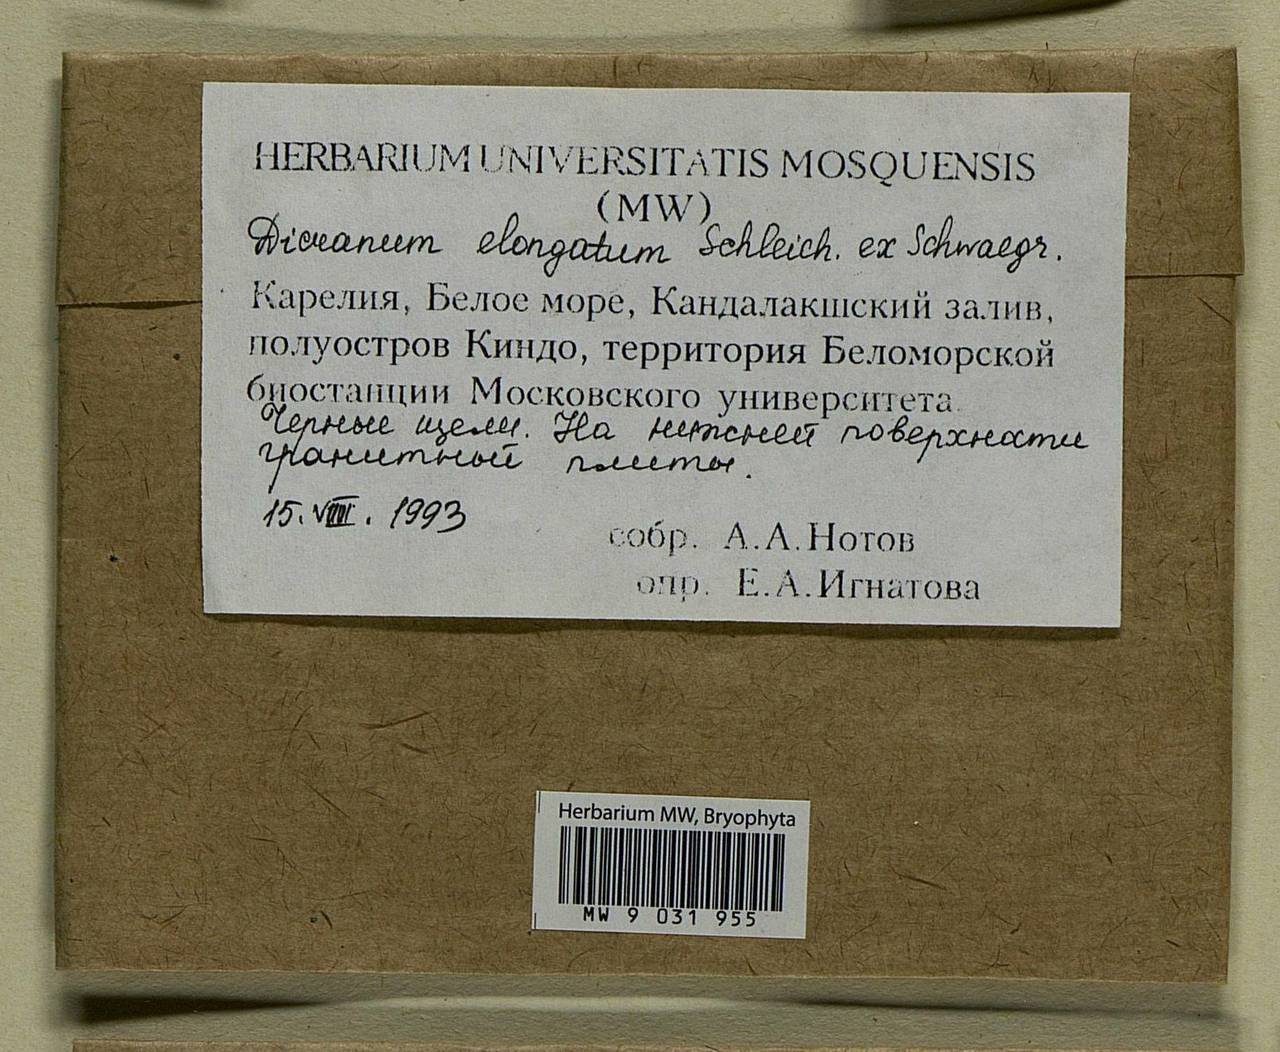 HERBARIUM UNIVERSITATIS MOSQUENSIS
(MW)
Dicranum elongatum Schleich. ex Schwaegr.
Карелия, Белое море, Кандалакшский залив,
полуостров Киндо, территория Беломорской
биостанции Московского университета.
Черные щели. На нижней поверхности
гранитной плиты.
15.VIII.1993
собр. А.А.Нотов
опр. Е.А.Игнатова
Herbarium MW, Bryophyta
MW 9 031 955